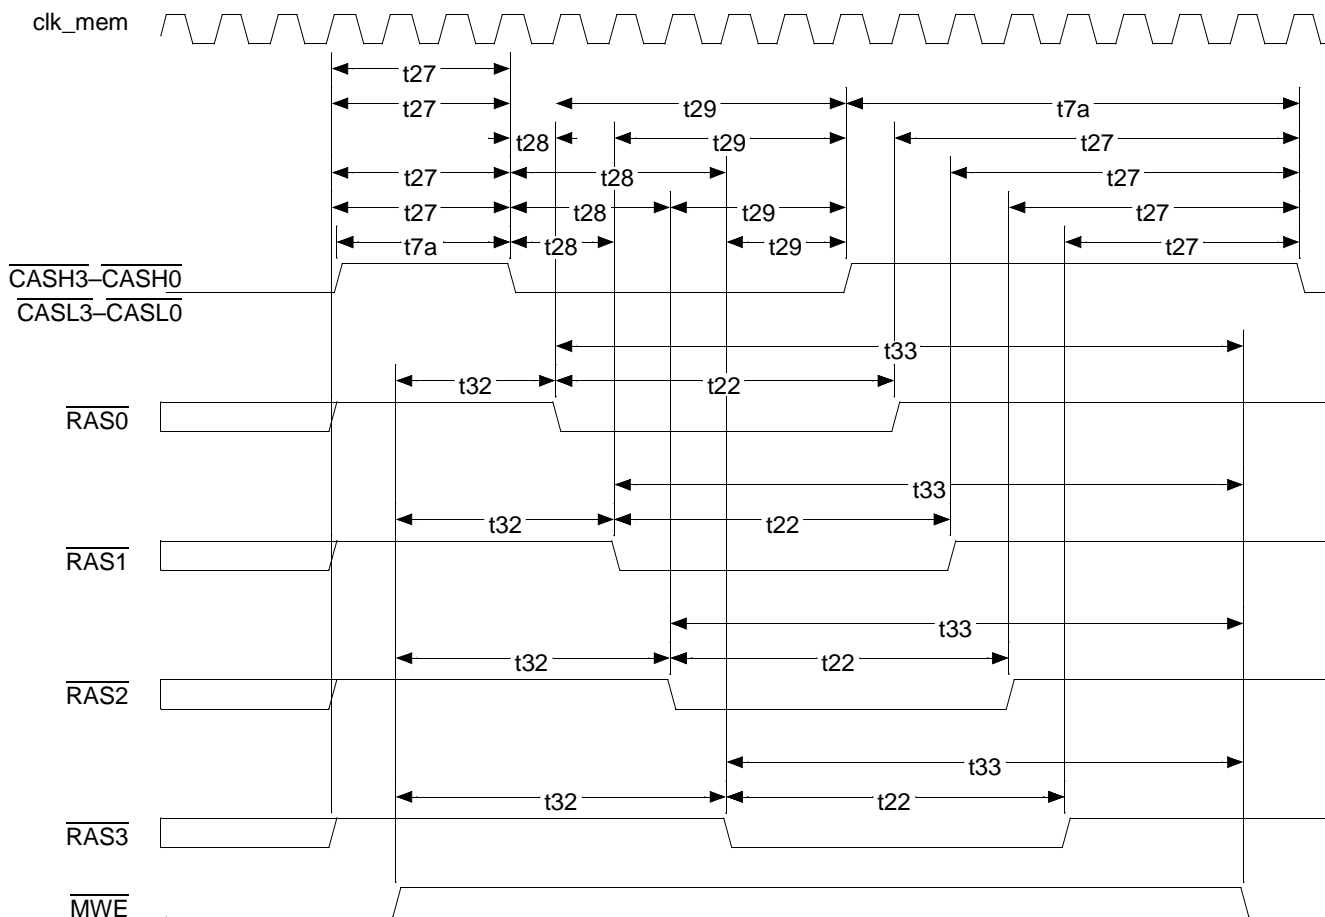 clk_mem
t27
t27 t29 t7a
t28 t29 t27
t27 t28 t27
t27 t28 t29 t27
t7a t28 t29 t27
CASH3–CASH0
CASL3–CASL0
t33
t32 t22
RAS0
t33
t32 t22
RAS1
t33
t32 t22
RAS2
t33
t32 t22
RAS3
MWE